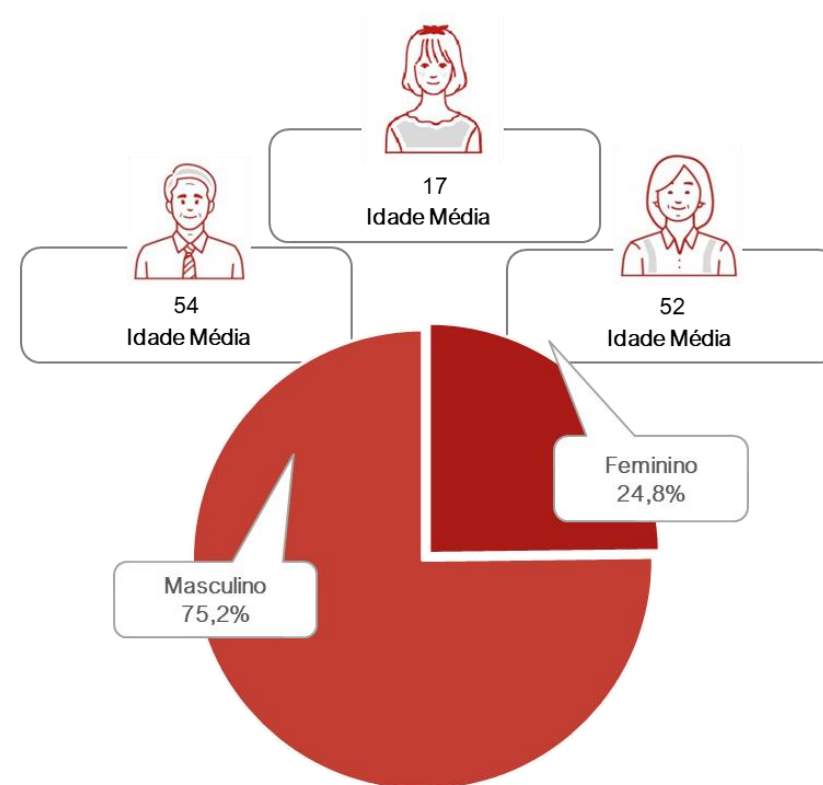 17
Idade Média
54
Idade Média
52
Idade Média
Feminino
24,8%
Masculino
75,2%